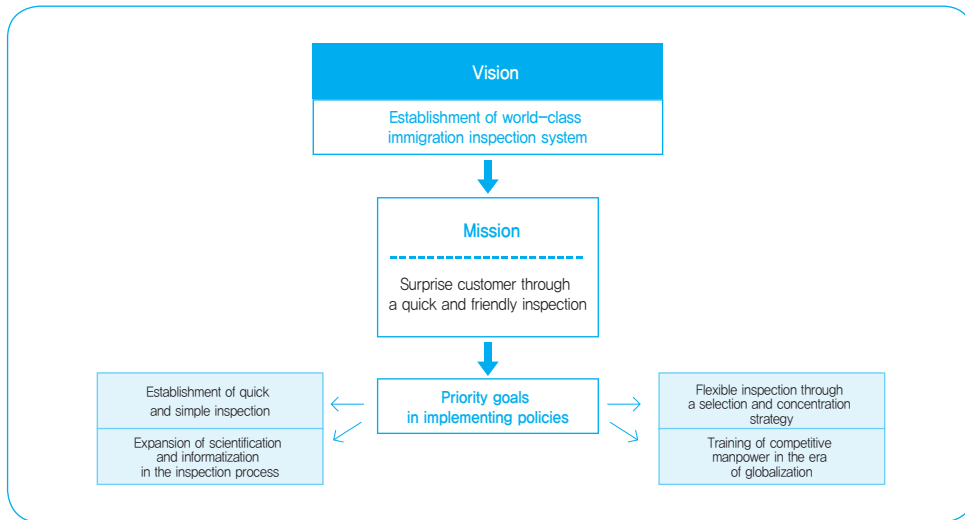 Vision
Establishment of world-class
immigration inspection system
Mission
Surprise customer through
a quick and friendly inspection
Priority goals
in implementing policies
Establishment of quick
and simple inspection
Expansion of scientification
and informatization
in the inspection process
Flexible inspection through
a selection and concentration
strategy
Training of competitive
manpower in the era
of globalization